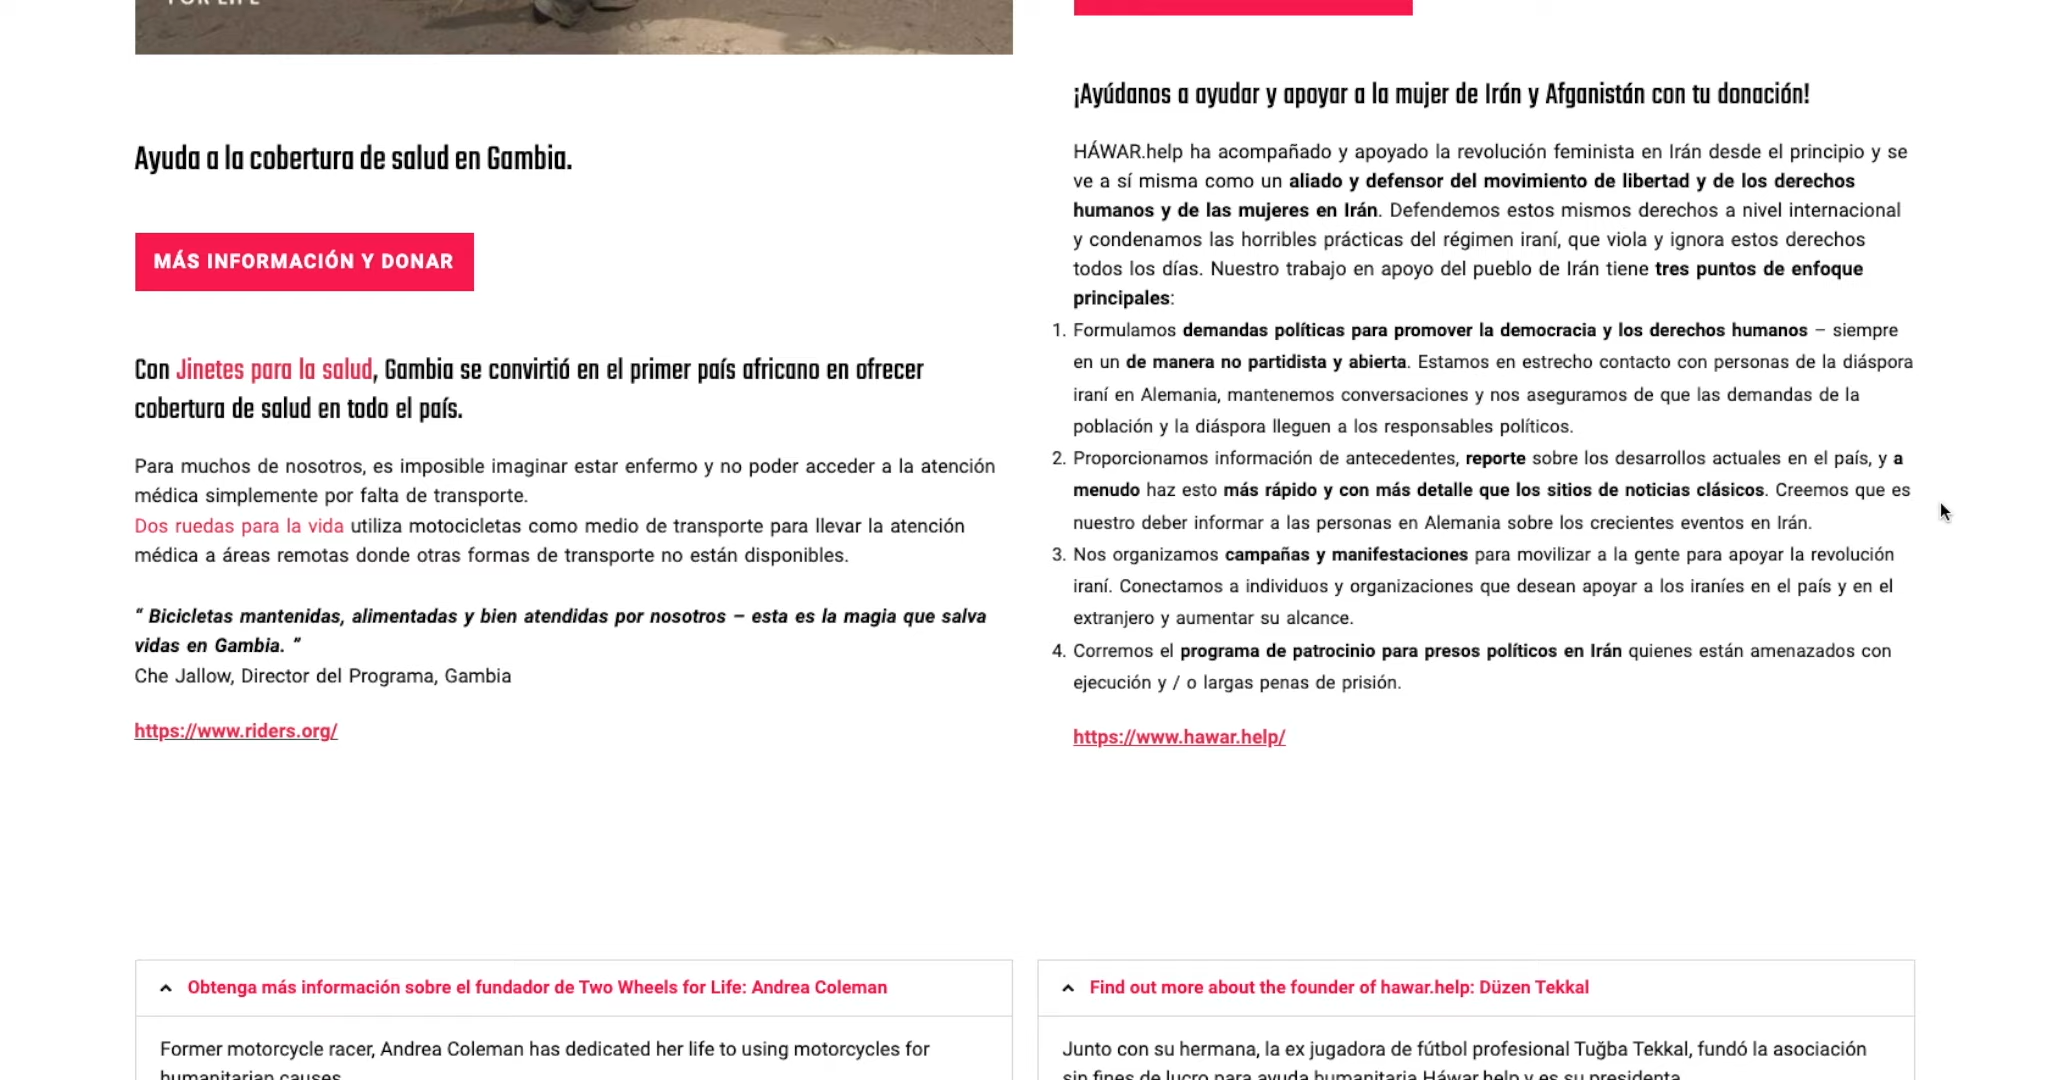 FOR LIFE
Ayuda a la cobertura de salud en Gambia.
MÁS INFORMACIÓN Y DONAR
Con Jinetes para la salud, Gambia se convirtió en el primer país africano en ofrecer
cobertura de salud en todo el país.
Para muchos de nosotros, es imposible imaginar estar enfermo y no poder acceder a la atención
médica simplemente por falta de transporte.
Dos ruedas para la vida utiliza motocicletas como medio de transporte para llevar la atención
médica a áreas remotas donde otras formas de transporte no están disponibles.
“ Bicicletas mantenidas, alimentadas y bien atendidas por nosotros – esta es la magia que salva
vidas en Gambia. ”
Che Jallow, Director del Programa, Gambia
https://www.riders.org/
¡Ayúdanos a ayudar y apoyar a la mujer de Irán y Afganistán con tu donación!
HÁWAR.help ha acompañado y apoyado la revolución feminista en Irán desde el principio y se
ve a sí misma como un aliado y defensor del movimiento de libertad y de los derechos
humanos y de las mujeres en Irán. Defendemos estos mismos derechos a nivel internacional
y condenamos las horribles prácticas del régimen iraní, que viola y ignora estos derechos
todos los días. Nuestro trabajo en apoyo del pueblo de Irán tiene tres puntos de enfoque
principales:
1. Formulamos demandas políticas para promover la democracia y los derechos humanos – siempre
en un de manera no partidista y abierta. Estamos en estrecho contacto con personas de la diáspora
iraní en Alemania, mantenemos conversaciones y nos aseguramos de que las demandas de la
población y la diáspora lleguen a los responsables políticos.
2. Proporcionamos información de antecedentes, reporte sobre los desarrollos actuales en el país, y a
menudo haz esto más rápido y con más detalle que los sitios de noticias clásicos. Creemos que es
nuestro deber informar a las personas en Alemania sobre los crecientes eventos en Irán.
3. Nos organizamos campañas y manifestaciones para movilizar a la gente para apoyar la revolución
iraní. Conectamos a individuos y organizaciones que desean apoyar a los iraníes en el país y en el
extranjero y aumentar su alcance.
4. Corremos el programa de patrocinio para presos políticos en Irán quienes están amenazados con
ejecución y / o largas penas de prisión.
https://www.hawar.help/
Obtenga más información sobre el fundador de Two Wheels for Life: Andrea Coleman
Former motorcycle racer, Andrea Coleman has dedicated her life to using motorcycles for
humanitarian causes.
Find out more about the founder of hawar.help: Düzen Tekkal
Junto con su hermana, la ex jugadora de fútbol profesional Tuğba Tekkal, fundó la asociación
sin fines de lucro para ayuda humanitaria Háwar.help y es su presidenta.